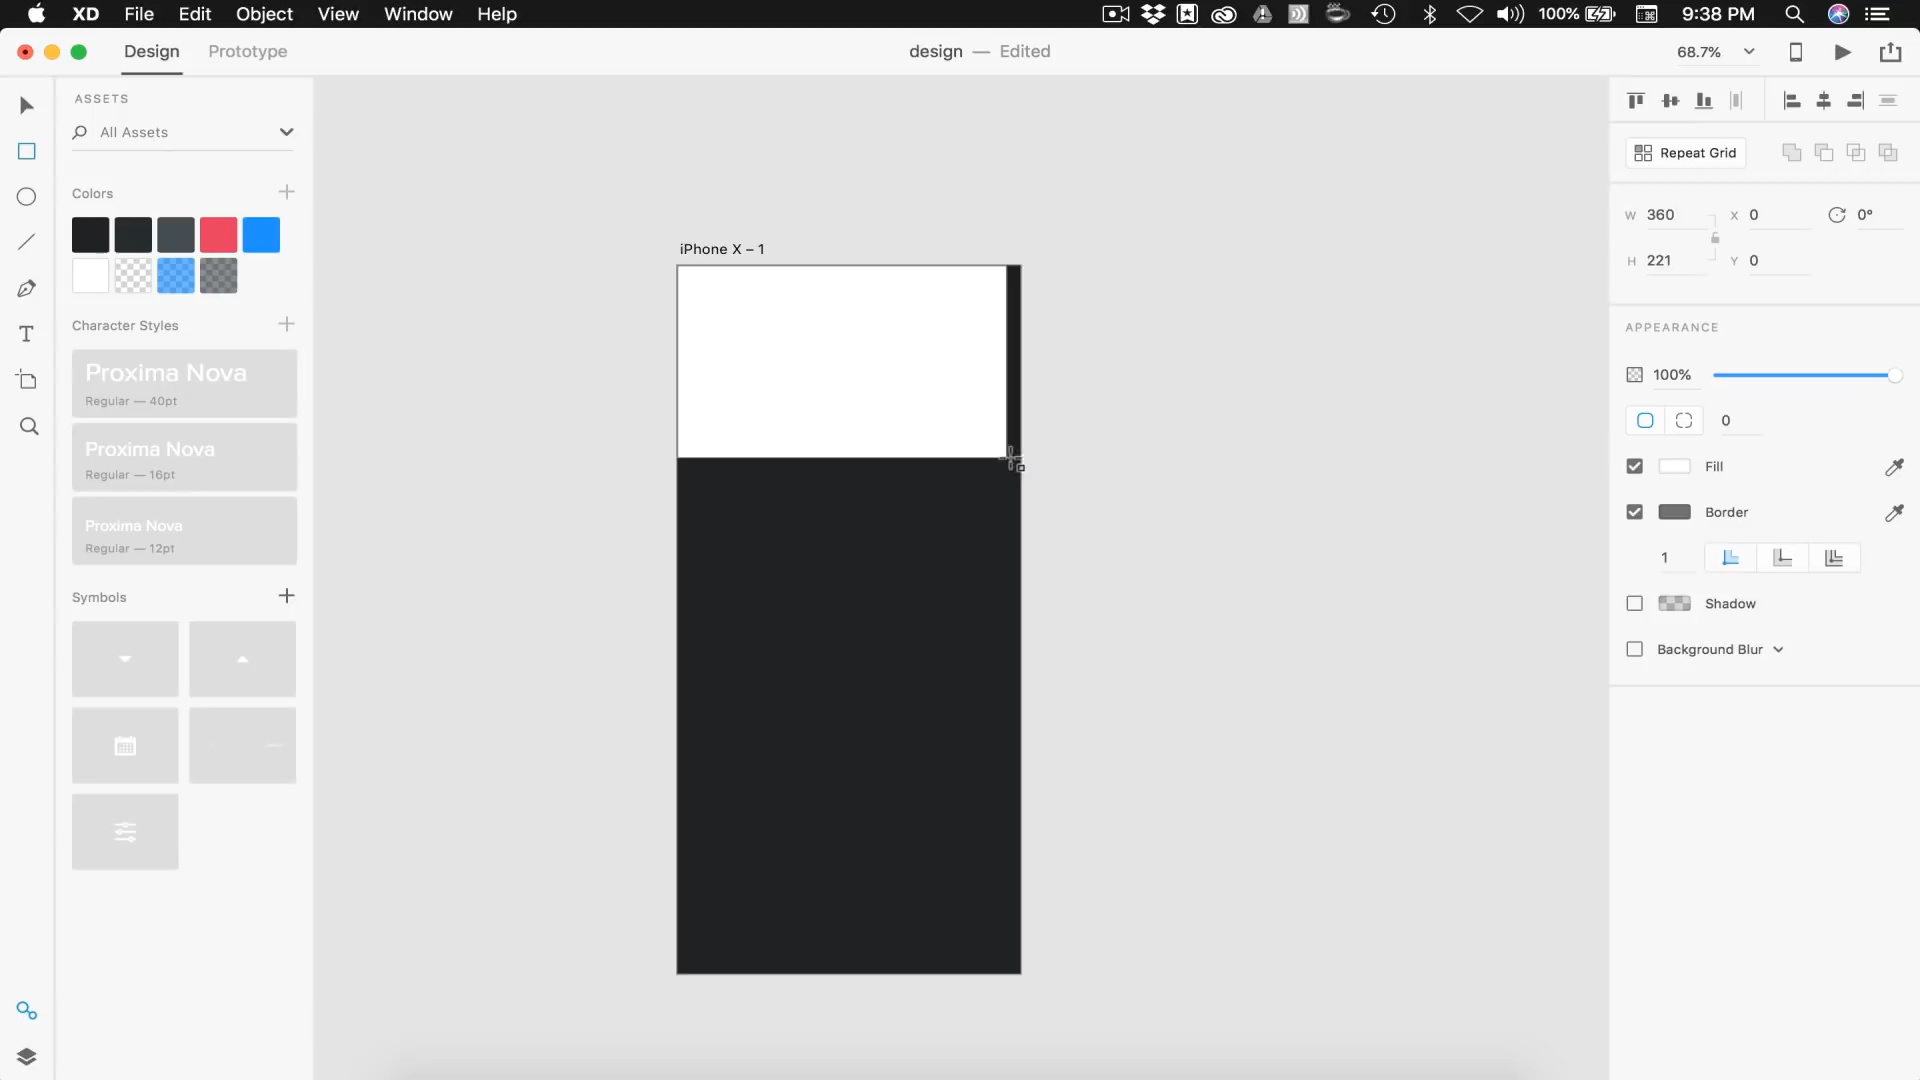 XD File Edit Object View Window Help 100% 9:38 PM
Design Prototype design — Edited 68.7%
ASSETS
All Assets
Repeat Grid
Colors
W 360 X 0 0°
iPhone X – 1
H 221 Y 0
Character Styles
APPEARANCE
Proxima Nova
Regular — 40pt
100%
0
Proxima Nova
Regular — 16pt
Fill
Border
Proxima Nova
Regular — 12pt
1
Symbols
Shadow
Background Blur